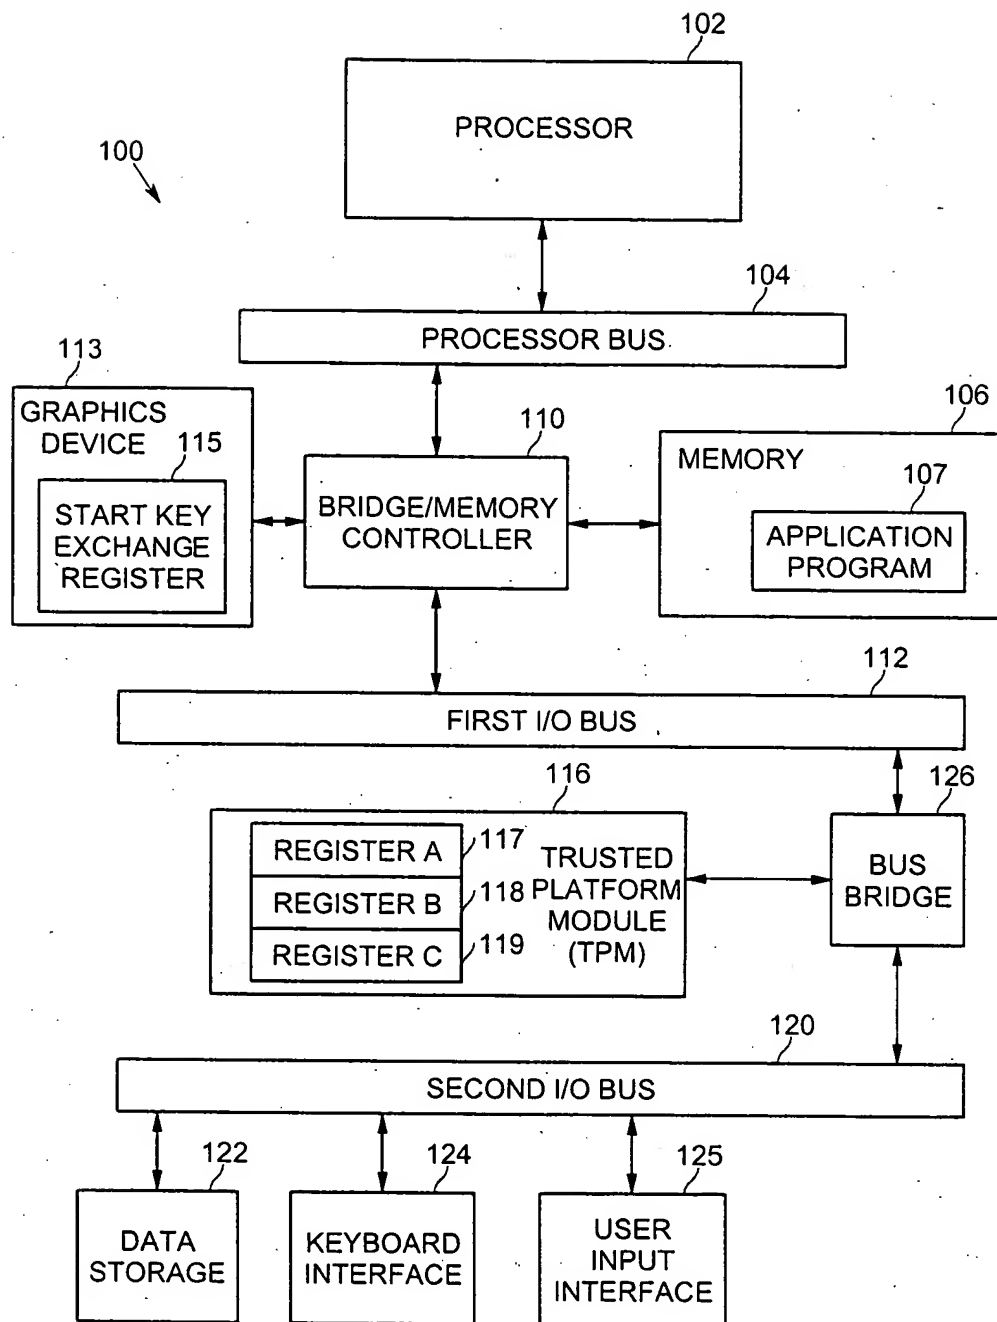 102
PROCESSOR
100
104
PROCESSOR BUS
113
GRAPHICS
DEVICE
115
START KEY
EXCHANGE
REGISTER
110
BRIDGE/MEMORY
CONTROLLER
106
MEMORY
107
APPLICATION
PROGRAM
112
FIRST I/O BUS
116
REGISTER A
117
REGISTER B
118
REGISTER C
119
TRUSTED
PLATFORM
MODULE
(TPM)
126
BUS
BRIDGE
120
SECOND I/O BUS
122
DATA
STORAGE
124
KEYBOARD
INTERFACE
125
USER
INPUT
INTERFACE